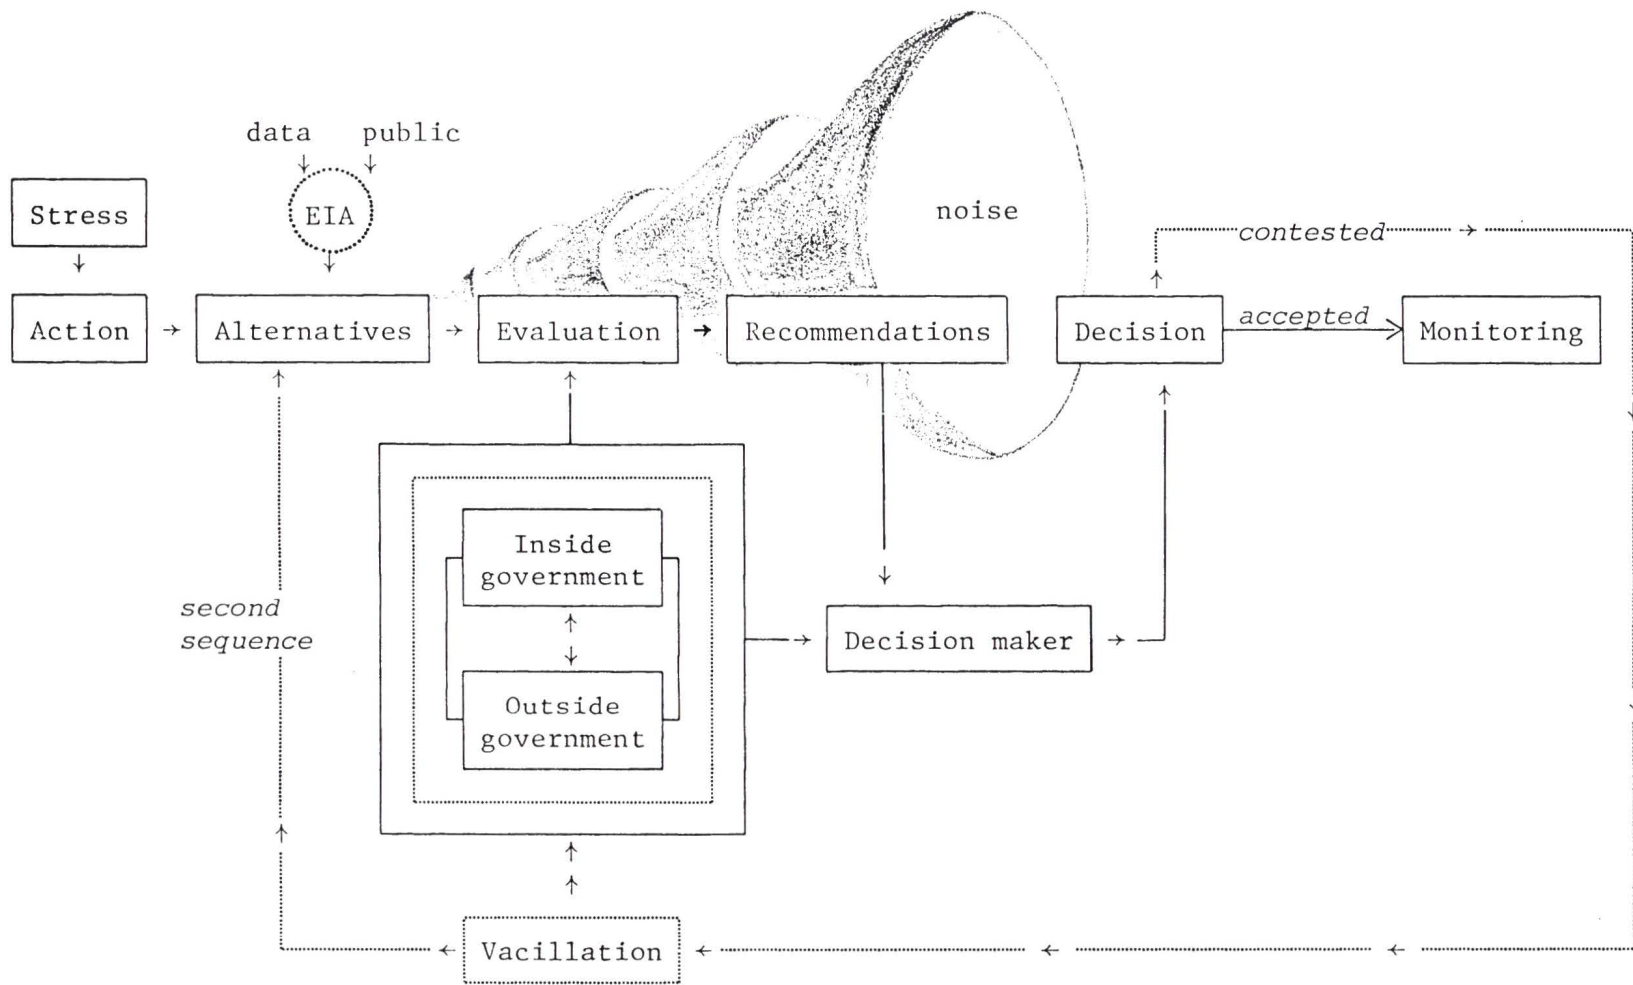 data public
EIA
Stress
noise
contested
Action
Alternatives
Evaluation
Recommendations
Decision
accepted
Monitoring
Inside
government
second
sequence
Decision maker
Outside
government
Vacillation